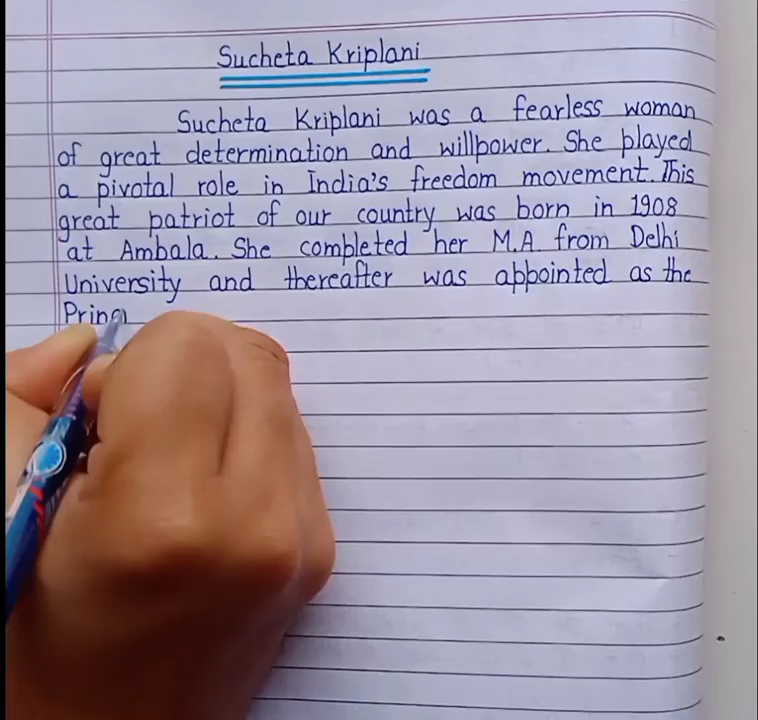 Sucheta Kriplani
Sucheta Kriplani was a fearless woman
of great determination and willpower. She played
a pivotal role in India's freedom movement. This
great patriot of our country was born in 1908
at Ambala. She completed her M.A from Delhi
University and thereafter was appointed as the